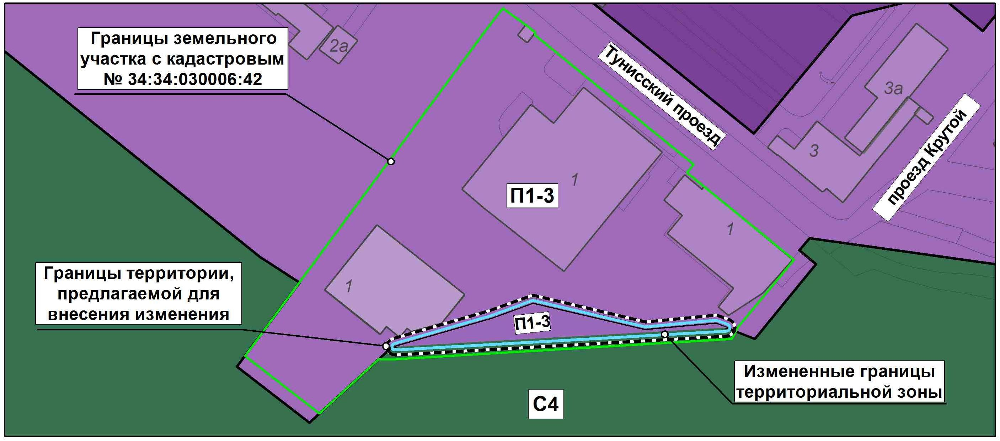 Границы земельного
участка с кадастровым
№ 34:34:030006:42
2а
Тунисский проезд
3а
3
проезд Крутой
1
П1-3
1
1
Границы территории,
предлагаемой для
внесения изменения
П1-3
Измененные границы
территориальной зоны
С4